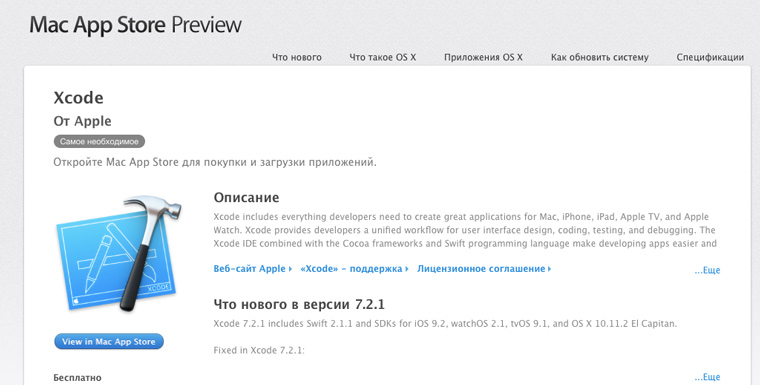 Mac App Store Preview
Что нового Что такое OS X Приложения OS X Как обновить систему Спецификации
Xcode
От Apple
Самое необходимое
Откройте Mac App Store для покупки и загрузки приложений.
Описание
Xcode includes everything developers need to create great applications for Mac, iPhone, iPad, Apple TV, and Apple
Watch. Xcode provides developers a unified workflow for user interface design, coding, testing, and debugging. The
Xcode IDE combined with the Cocoa frameworks and Swift programming language make developing apps easier and
Веб-сайт Apple «Xcode» – поддержка Лицензионное соглашение ...Еще
XCODE
Что нового в версии 7.2.1
Xcode 7.2.1 includes Swift 2.1.1 and SDKs for iOS 9.2, watchOS 2.1, tvOS 9.1, and OS X 10.11.2 El Capitan.
View in Mac App Store
Fixed in Xcode 7.2.1:
Бесплатно ...Еще